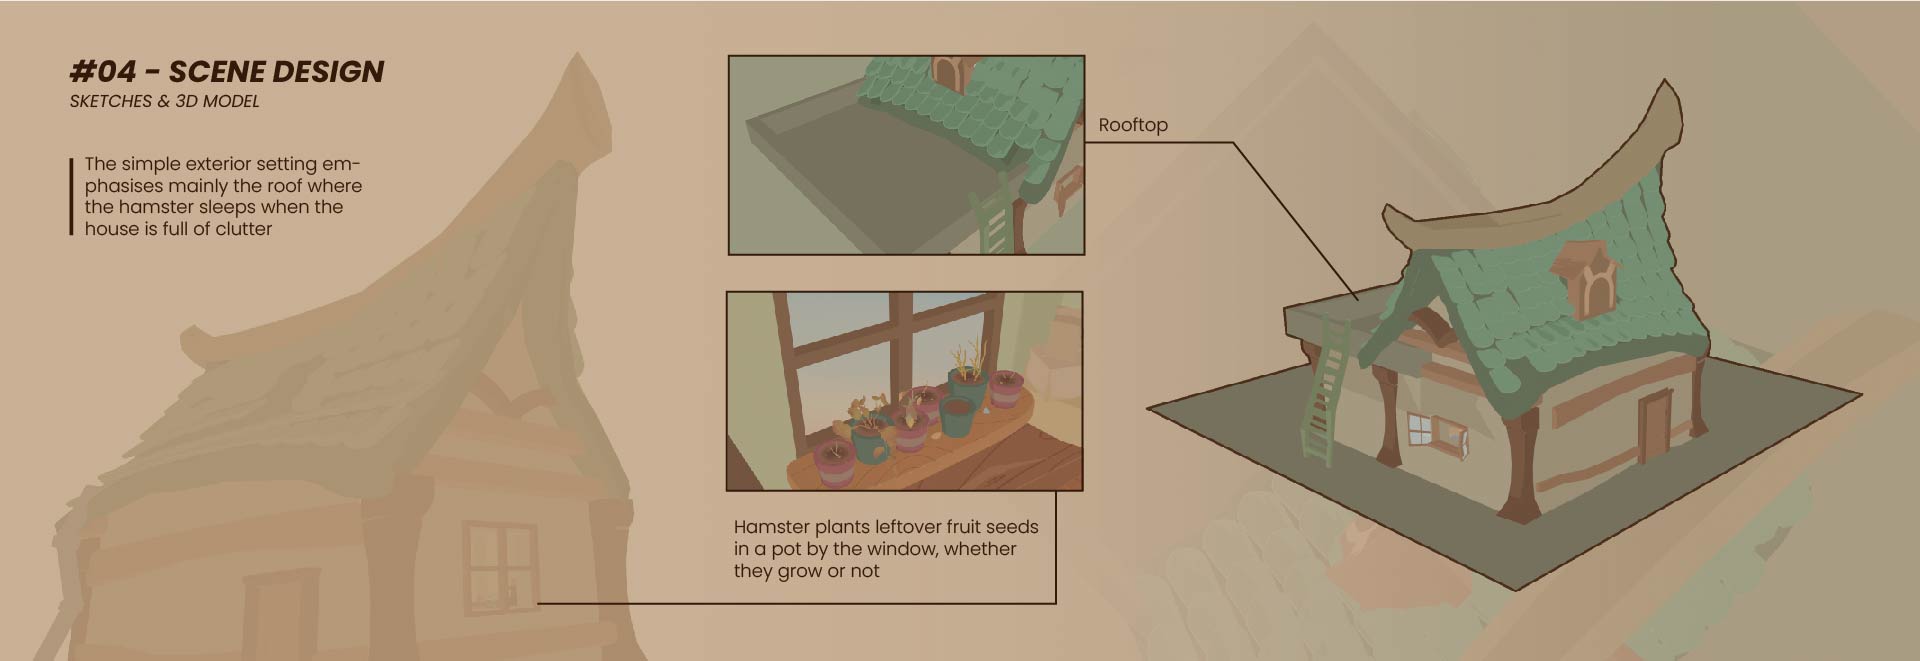 #04 - SCENE DESIGN
SKETCHES & 3D MODEL
The simple exterior setting em-
phasises mainly the roof where
the hamster sleeps when the
house is full of clutter
Rooftop
Hamster plants leftover fruit seeds
in a pot by the window, whether
they grow or not